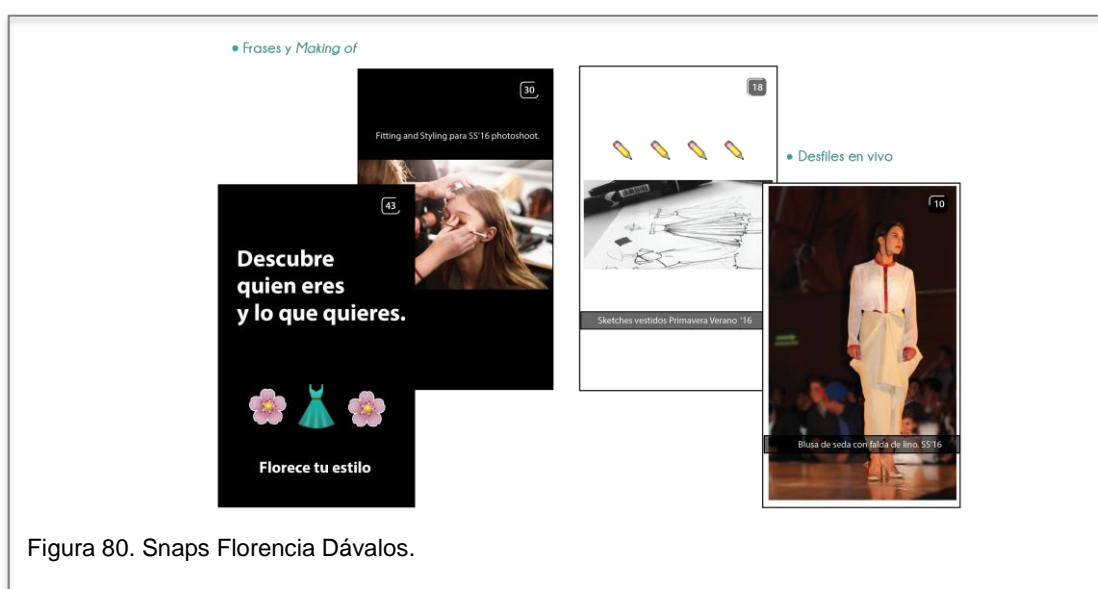 • Frases y Making of
30
Fitting and Styling para SS'16 photoshoot.
43
Descubre
quien eres
y lo que quieres.
Florece tu estilo
18
Sketches vestidos Primavera Verano '16
• Desfiles en vivo
10
Blusa de seda con falda de lino. SS'16
Figura 80. Snaps Florencia Dávalos.